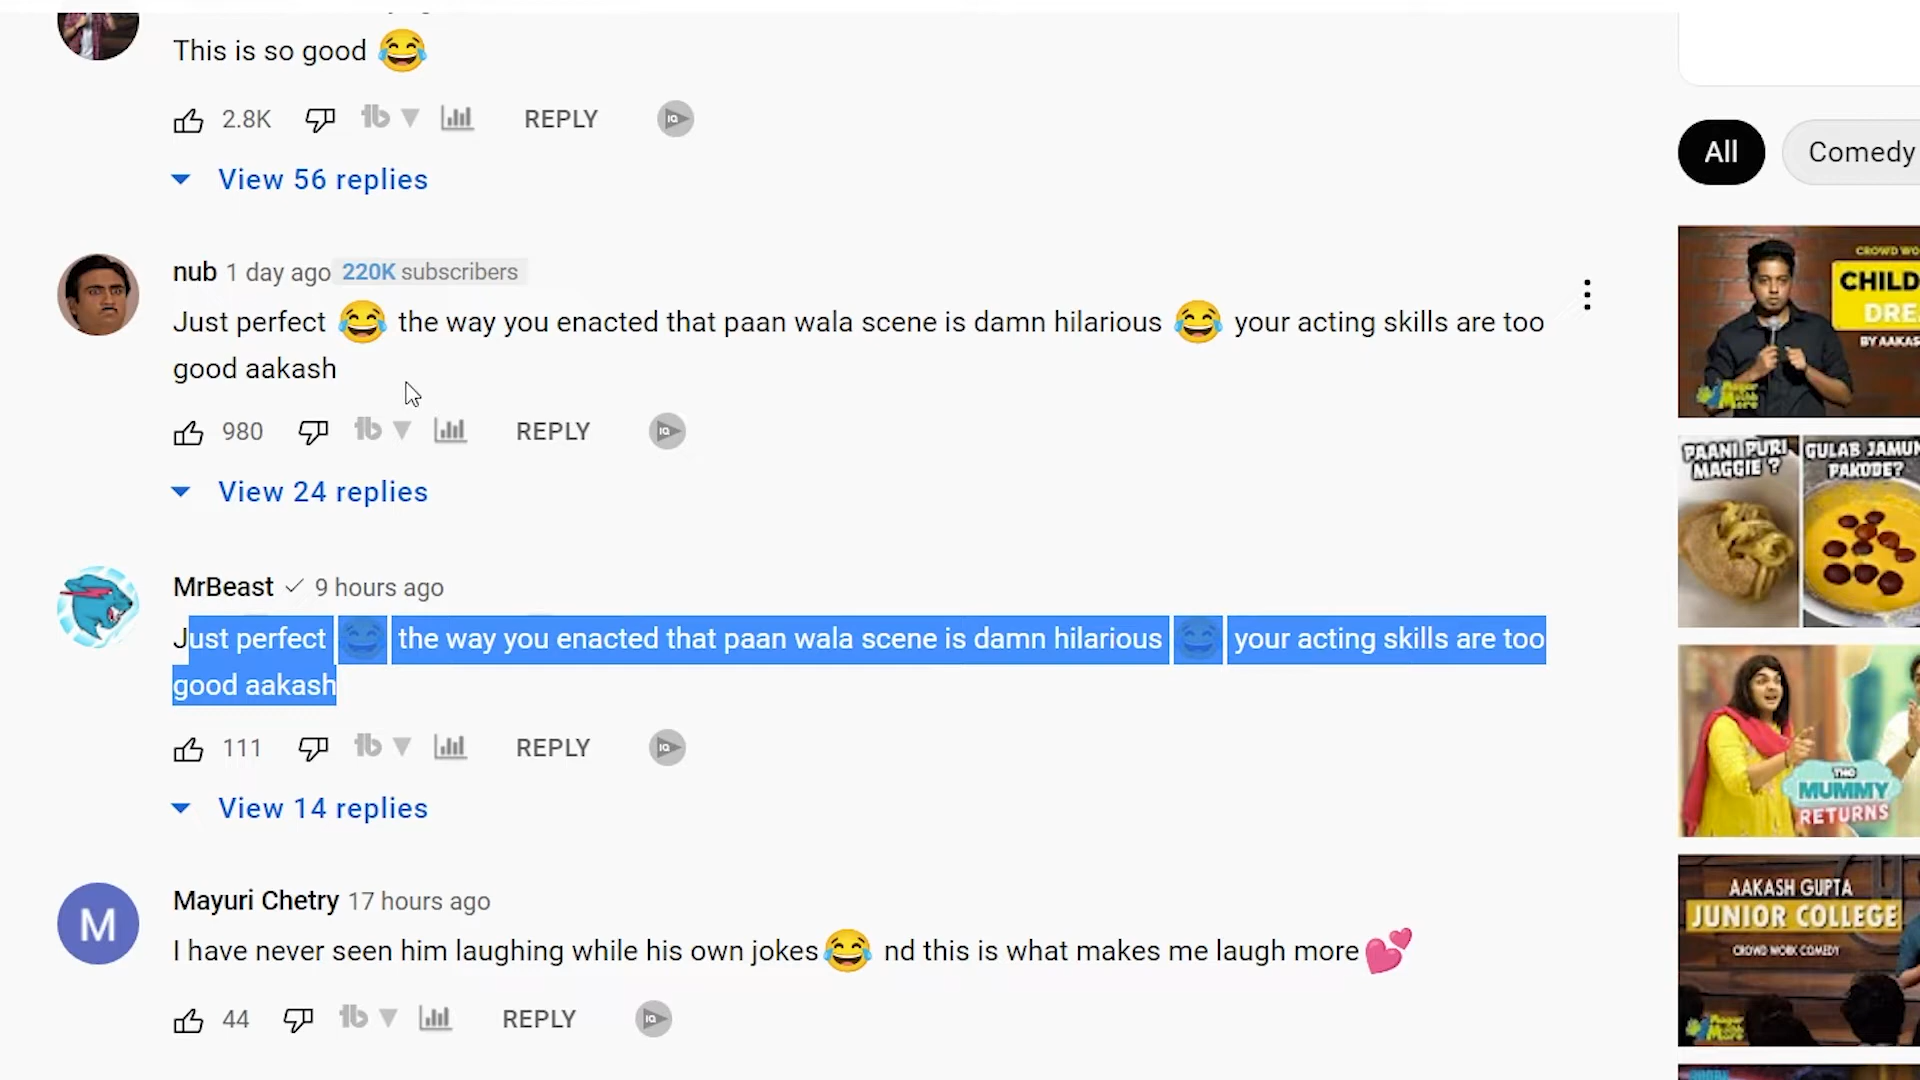 This is so good 😂
2.8K REPLY
View 56 replies
nub 1 day ago 220K subscribers
Just perfect 😂 the way you enacted that paan wala scene is damn hilarious 😂 your acting skills are too
good aakash
980 REPLY
View 24 replies
MrBeast 9 hours ago
Just perfect 😂 the way you enacted that paan wala scene is damn hilarious 😂 your acting skills are too
good aakash
111 REPLY
View 14 replies
Mayuri Chetry 17 hours ago
M
I have never seen him laughing while his own jokes😂 nd this is what makes me laugh more💕
44 REPLY
All Comedy
CROWD WO
CHILD
DRE
BY AAKAS
PAANI PURI
MAGGIE ?
GULAB JAMUN
PAKODE?
THE
MUMMY
RETURNS
AAKASH GUPTA
JUNIOR COLLEGE
CROWD WORK COMEDY